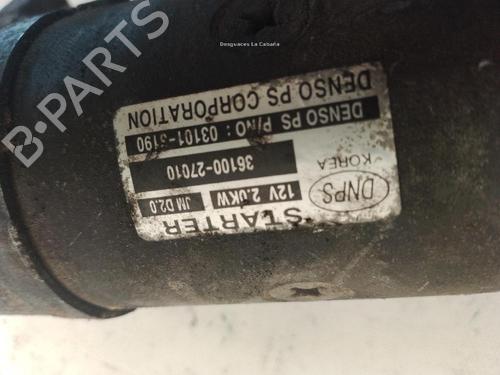 Desguaces La Cabaña
B-PARTS
STARTER
DNPS
KOREA
12V 2.0KW
JM D2.0
36100-27010
DENSO PS P/NO : 03101-3190
DENSO PS CORPORATION